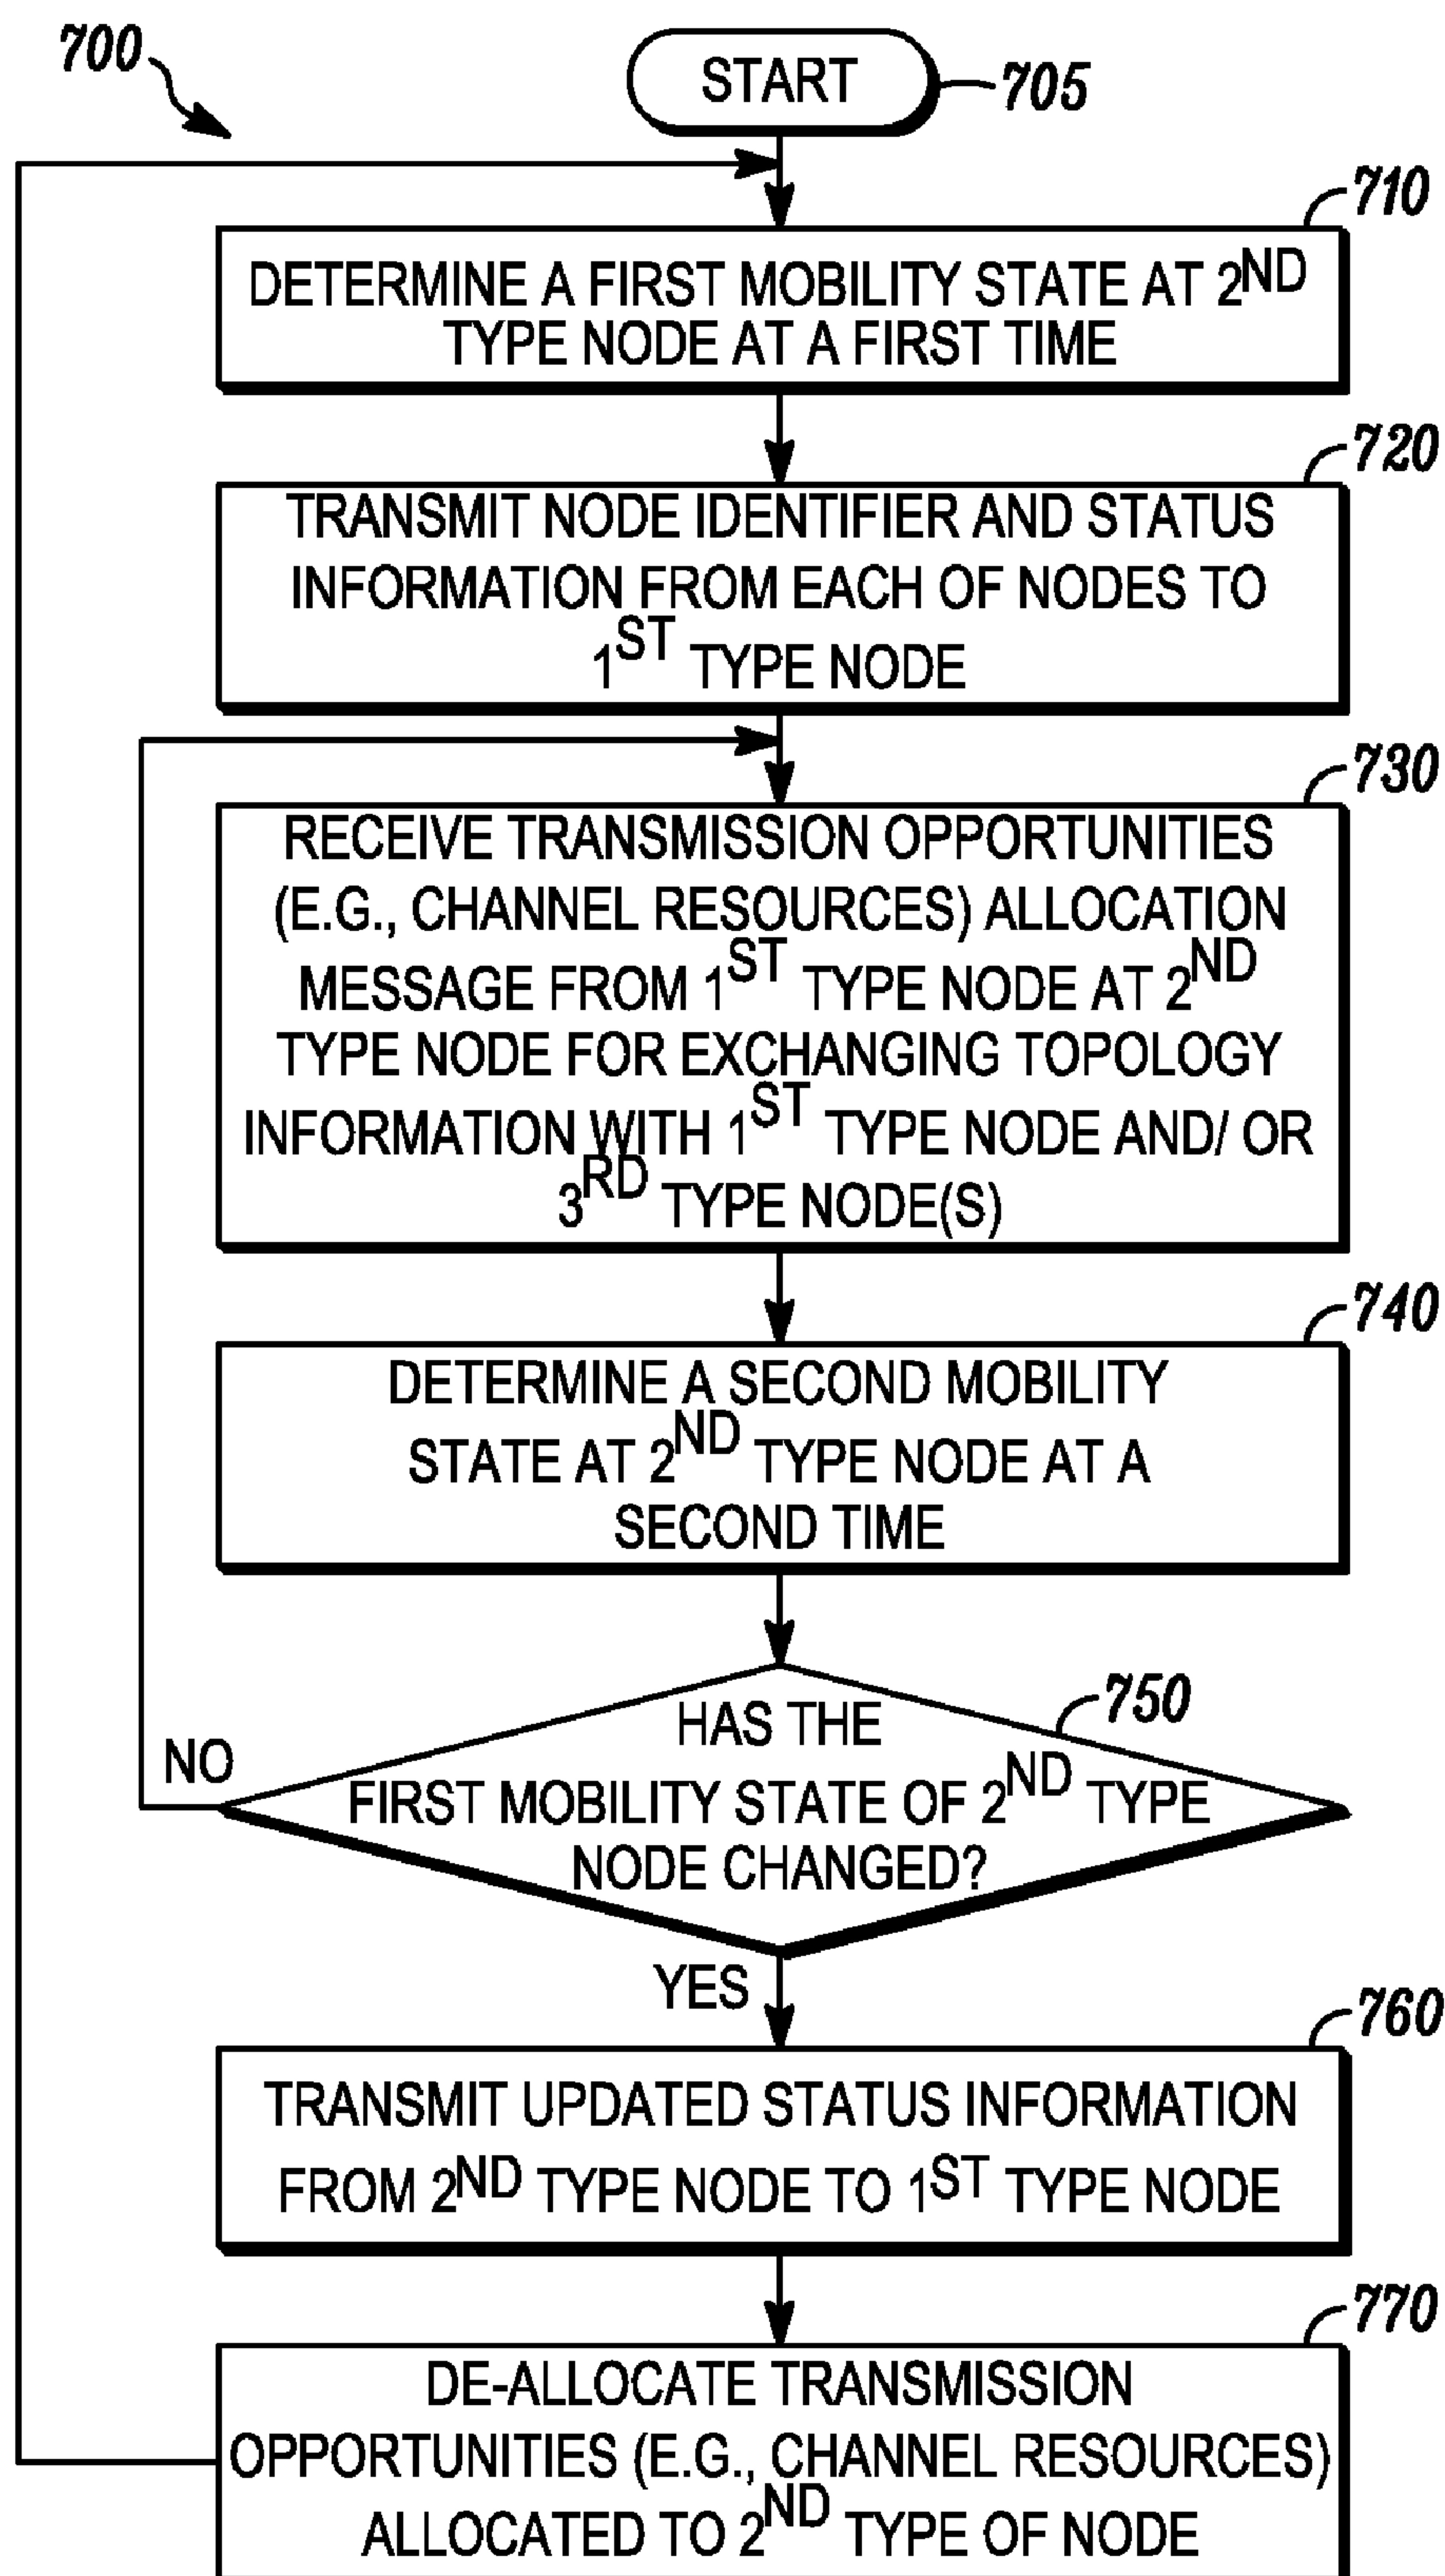 700
START
705
710
DETERMINE A FIRST MOBILITY STATE AT 2ND
TYPE NODE AT A FIRST TIME
720
TRANSMIT NODE IDENTIFIER AND STATUS
INFORMATION FROM EACH OF NODES TO
1ST TYPE NODE
730
RECEIVE TRANSMISSION OPPORTUNITIES
(E.G., CHANNEL RESOURCES) ALLOCATION
MESSAGE FROM 1ST TYPE NODE AT 2ND
TYPE NODE FOR EXCHANGING TOPOLOGY
INFORMATION WITH 1ST TYPE NODE AND/ OR
3RD TYPE NODE(S)
740
DETERMINE A SECOND MOBILITY
STATE AT 2ND TYPE NODE AT A
SECOND TIME
750
HAS THE
FIRST MOBILITY STATE OF 2ND TYPE
NODE CHANGED?
NO
YES
760
TRANSMIT UPDATED STATUS INFORMATION
FROM 2ND TYPE NODE TO 1ST TYPE NODE
770
DE-ALLOCATE TRANSMISSION
OPPORTUNITIES (E.G., CHANNEL RESOURCES)
ALLOCATED TO 2ND TYPE OF NODE